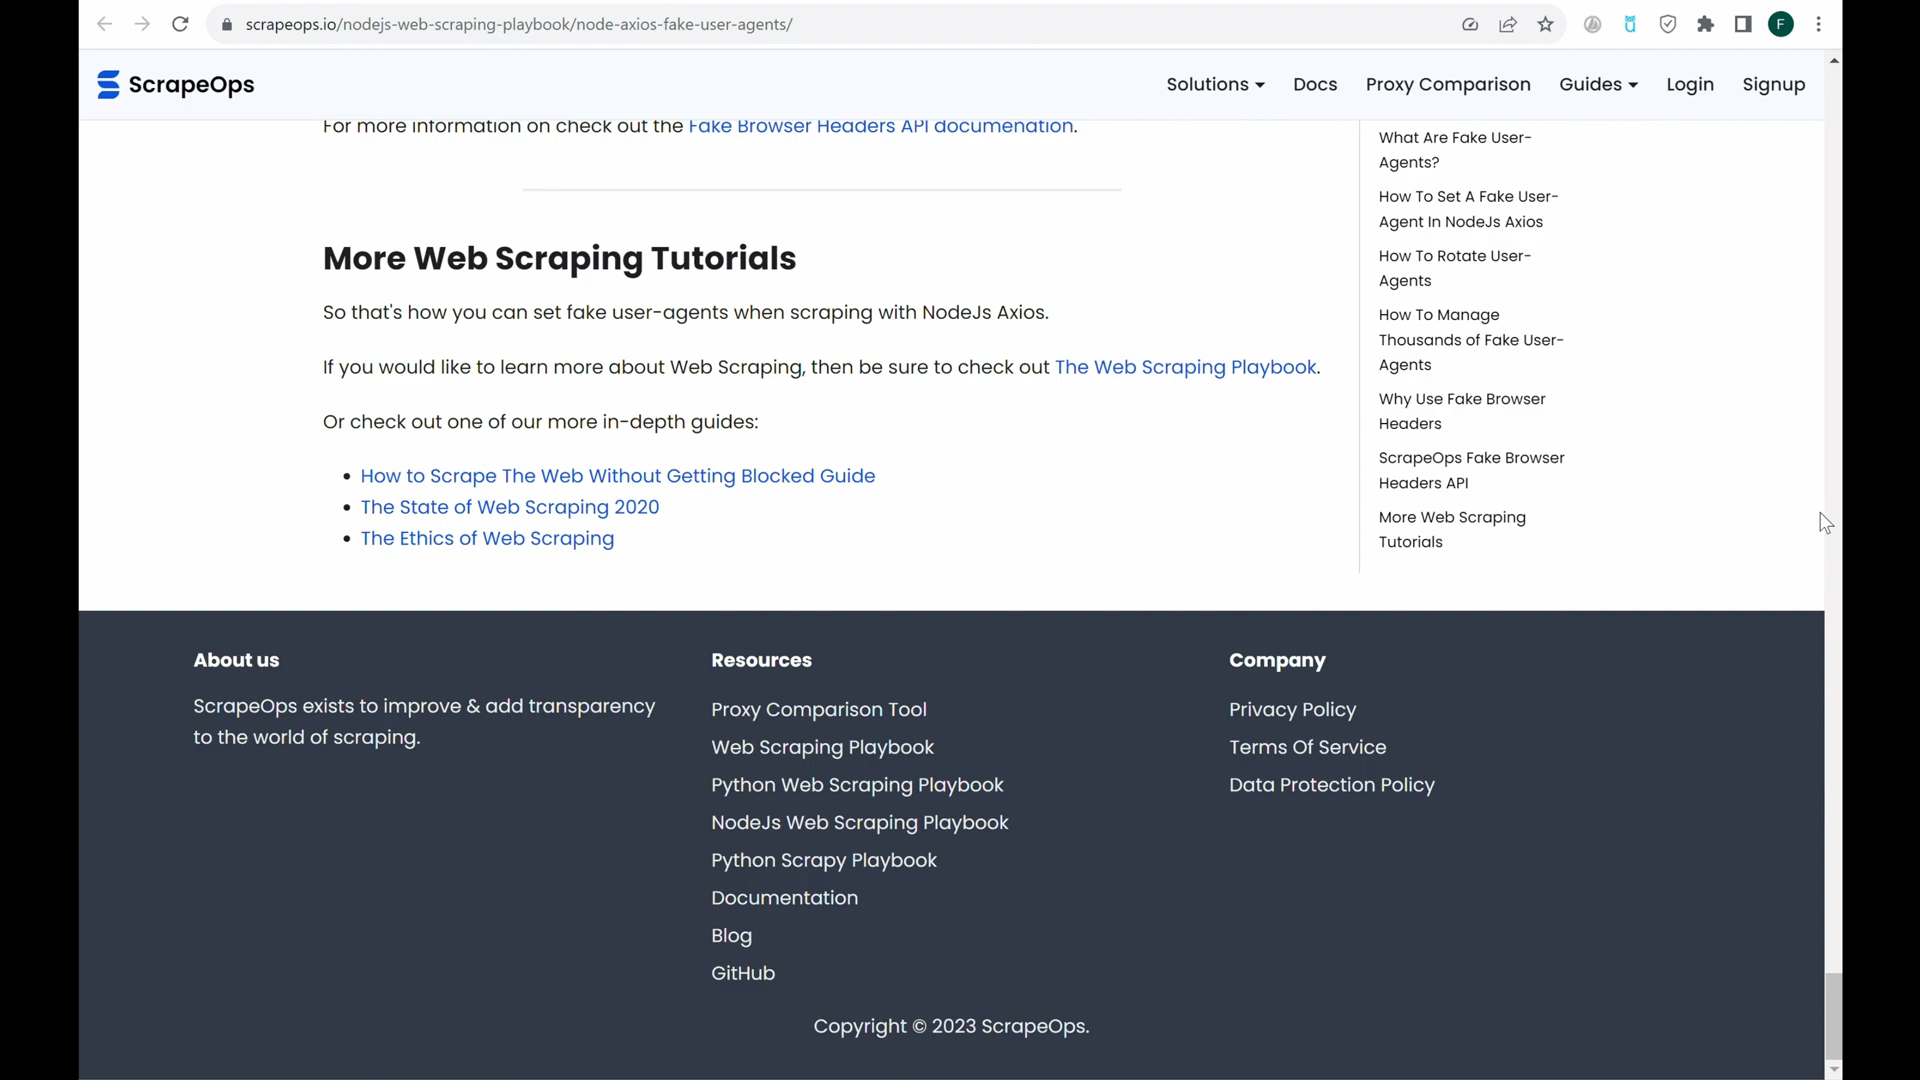 scrapeops.io/nodejs-web-scraping-playbook/node-axios-fake-user-agents/
F
ScrapeOps
Solutions
Docs
Proxy Comparison
Guides
Login
Signup
For more information on check out the Fake Browser Headers API documenation.
More Web Scraping Tutorials
So that's how you can set fake user-agents when scraping with NodeJs Axios.
If you would like to learn more about Web Scraping, then be sure to check out The Web Scraping Playbook.
Or check out one of our more in-depth guides:
How to Scrape The Web Without Getting Blocked Guide
The State of Web Scraping 2020
The Ethics of Web Scraping
What Are Fake User-
Agents?
How To Set A Fake User-
Agent In NodeJs Axios
How To Rotate User-
Agents
How To Manage
Thousands of Fake User-
Agents
Why Use Fake Browser
Headers
ScrapeOps Fake Browser
Headers API
More Web Scraping
Tutorials
About us
ScrapeOps exists to improve & add transparency
to the world of scraping.
Resources
Proxy Comparison Tool
Web Scraping Playbook
Python Web Scraping Playbook
NodeJs Web Scraping Playbook
Python Scrapy Playbook
Documentation
Blog
GitHub
Company
Privacy Policy
Terms Of Service
Data Protection Policy
Copyright © 2023 ScrapeOps.